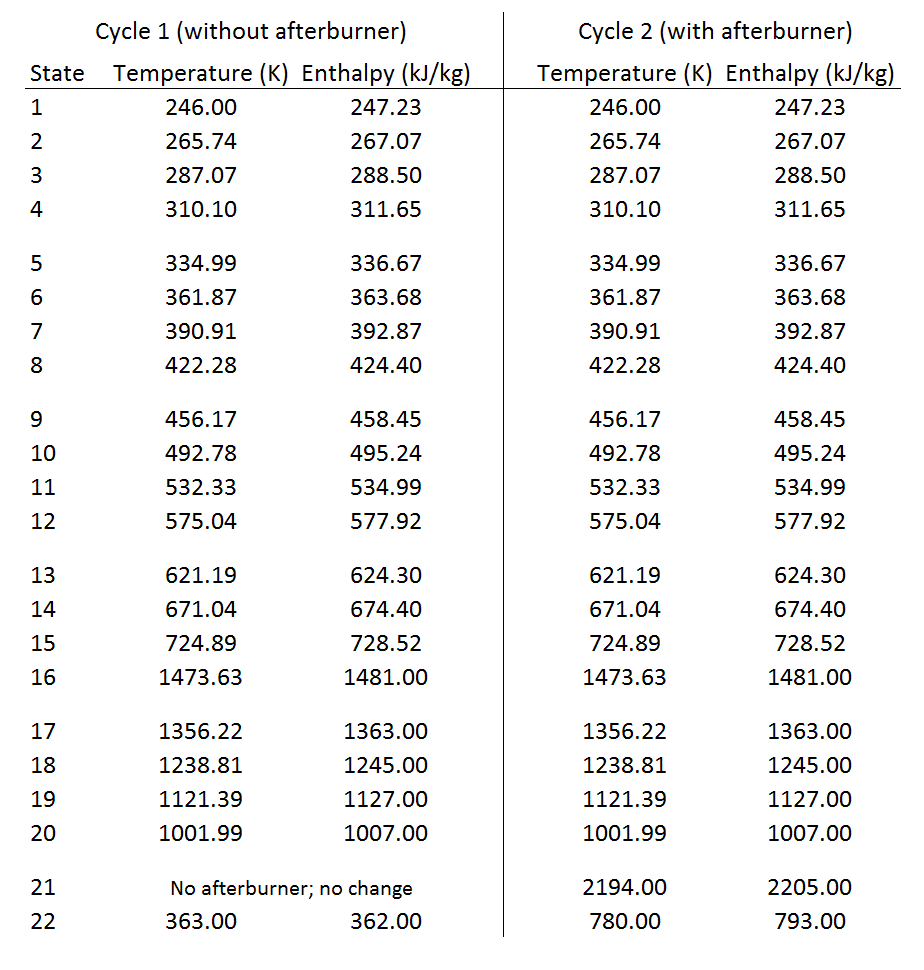 Cycle 1 (without afterburner) Cycle 2 (with afterburner)
State Temperature (K) Enthalpy (kJ/kg) Temperature (K) Enthalpy (kJ/kg)
1 246.00 247.23 246.00 247.23
2 265.74 267.07 265.74 267.07
3 287.07 288.50 287.07 288.50
4 310.10 311.65 310.10 311.65
5 334.99 336.67 334.99 336.67
6 361.87 363.68 361.87 363.68
7 390.91 392.87 390.91 392.87
8 422.28 424.40 422.28 424.40
9 456.17 458.45 456.17 458.45
10 492.78 495.24 492.78 495.24
11 532.33 534.99 532.33 534.99
12 575.04 577.92 575.04 577.92
13 621.19 624.30 621.19 624.30
14 671.04 674.40 671.04 674.40
15 724.89 728.52 724.89 728.52
16 1473.63 1481.00 1473.63 1481.00
17 1356.22 1363.00 1356.22 1363.00
18 1238.81 1245.00 1238.81 1245.00
19 1121.39 1127.00 1121.39 1127.00
20 1001.99 1007.00 1001.99 1007.00
21 No afterburner; no change 2194.00 2205.00
22 363.00 362.00 780.00 793.00